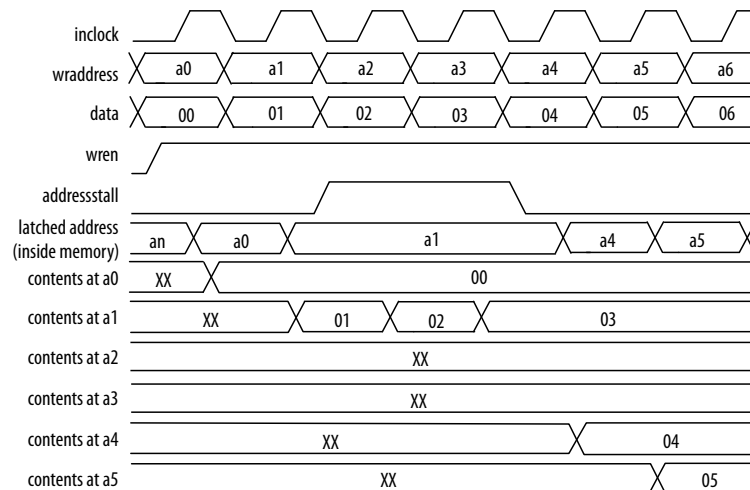 inclock
wraddress a0 a1 a2 a3 a4 a5 a6
data 00 01 02 03 04 05 06
wren
addressstall
latched address
(inside memory) an a0 a1 a4 a5
contents at a0 XX 00
contents at a1 XX 01 02 03
contents at a2 XX
contents at a3 XX
contents at a4 XX 04
contents at a5 XX 05